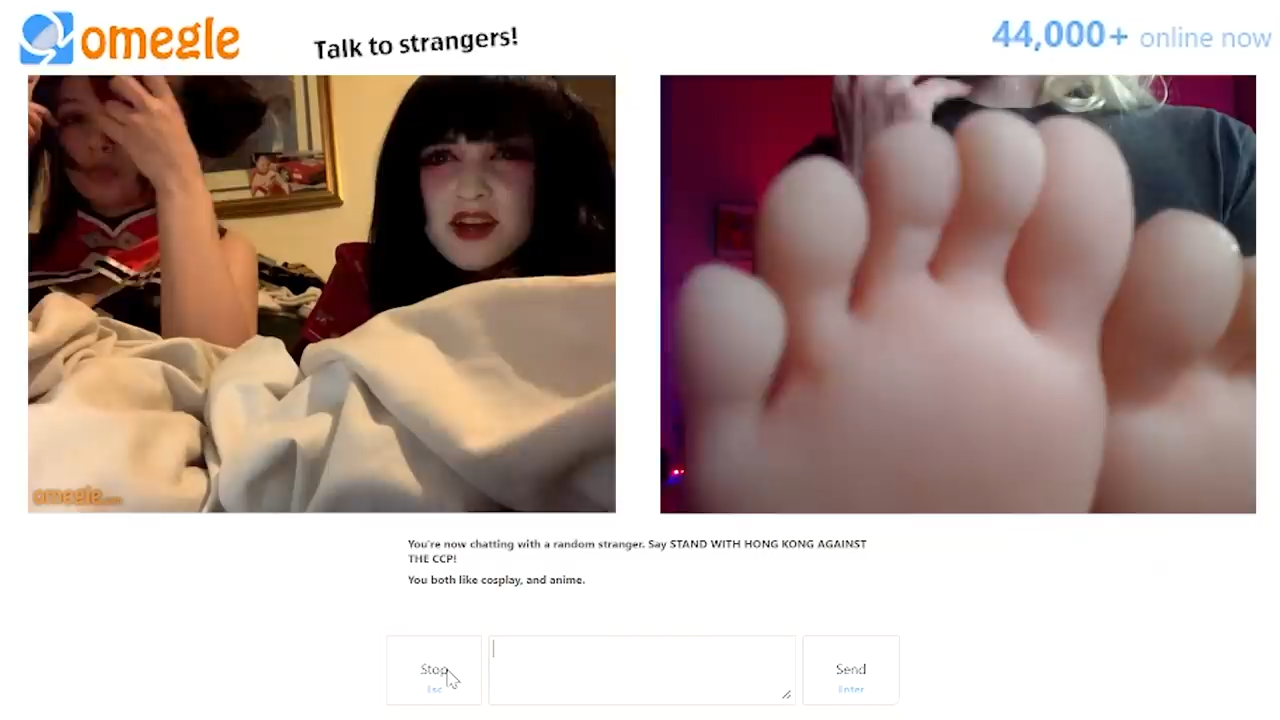 omegle
Talk to strangers!
44,000+ online now
omegle
You're now chatting with a random stranger. Say STAND WITH HONG KONG AGAINST
THE CCP!
You both like cosplay, and anime.
Stop
Esc
Send
Enter